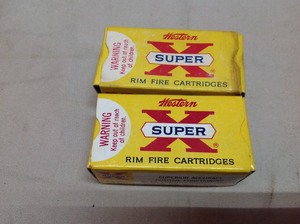 Western
WARNING
Keep out of reach
of children.
X
SUPER
RIM FIRE CARTRIDGES
Western
WARNING
Keep out of reach
of children.
X
SUPER
®
RIM FIRE CARTRIDGES